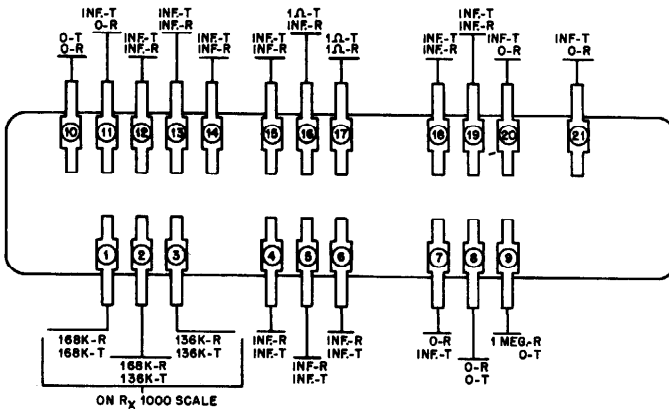 INF.-T
O-R
INF.-T
INF.-R
1Ω-T
INF.-R
INF.-T
INF.-R
O-T
O-R
INF.-T
INF.-R
INF.-T
INF.-R
INF.-T
INF.-R
1Ω-T
1Ω-R
INF.-T
INF.-R
INF-T
O-R
INF-T
O-R
10 11 12 13 14 15 16 17 18 19 20 21
1 2 3 4 5 6 7 8 9
168K-R
168K-T
136K-R
136K-T
INF.-R
INF.-T
INF.-R
INF.-T
O-R
INF.-T
1 MEG.-R
O-T
168K-R
136K-T
INF.-R
INF.-T
O-R
O-T
ON RX 1000 SCALE